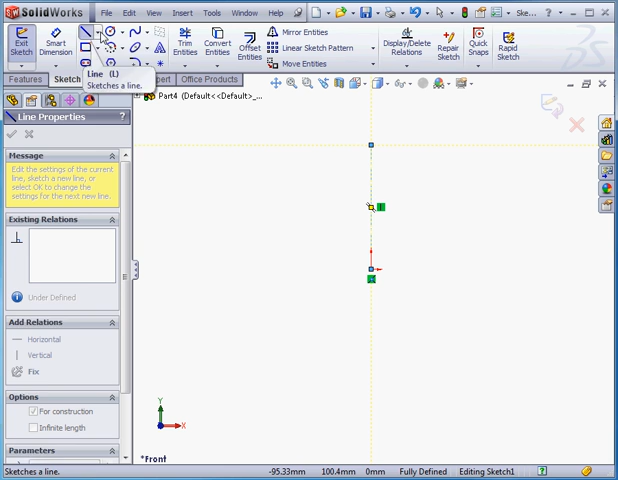 SolidWorks File Edit View Insert Tools Window Help Ske...
Exit Sketch
Smart Dimension
Trim Entities
Convert Entities
Offset Entities
Mirror Entities
Linear Sketch Pattern
Move Entities
Display/Delete Relations
Repair Sketch
Quick Snaps
Rapid Sketch
Features Sketch Office Products
Line (L)
Sketches a line.
Part4 (Default<<Default>_...
Line Properties ?
Message
Edit the settings of the current line, sketch a new line, or select OK to change the settings for the next new line.
Existing Relations
Under Defined
Add Relations
Horizontal
Vertical
Fix
Options
For construction
Infinite length
Parameters
Y
X
*Front
Sketches a line. -95.33mm 100.4mm 0mm Fully Defined Editing Sketch1